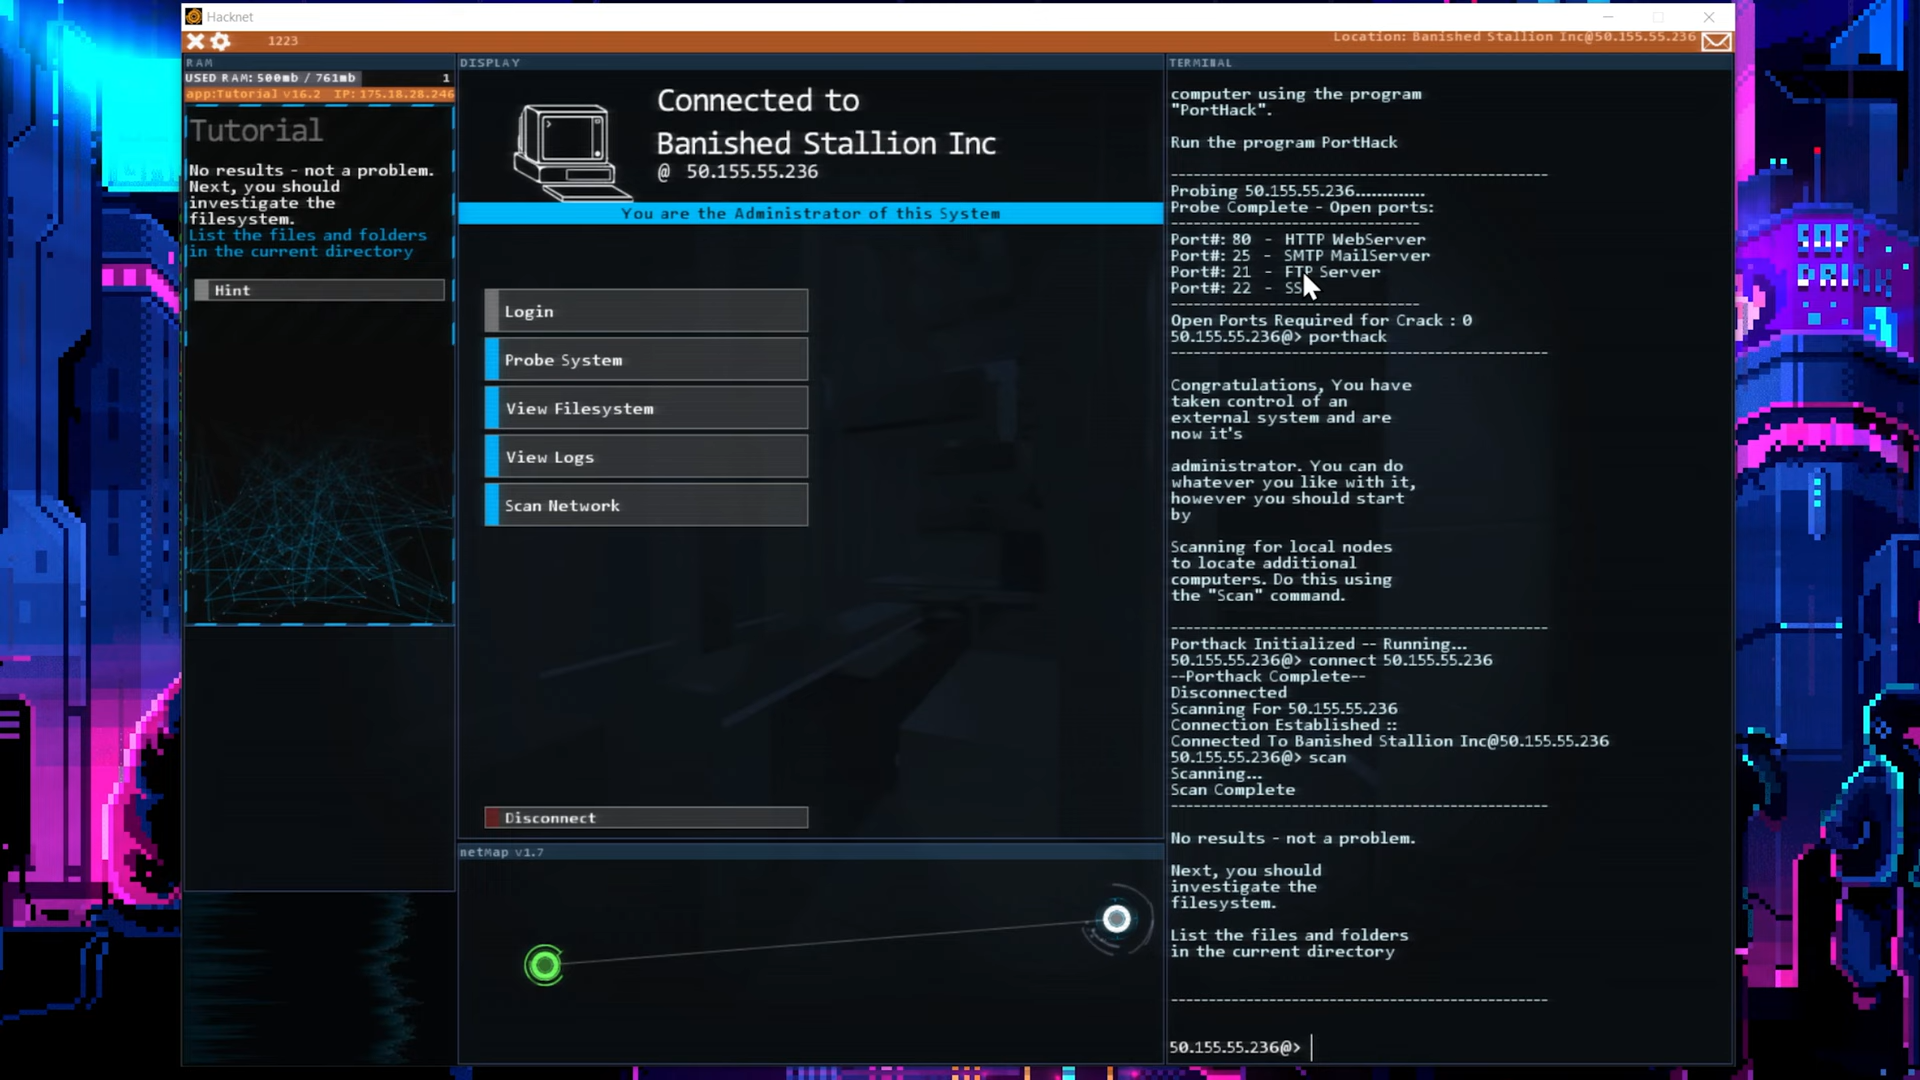 Hacknet
1223
Location: Banished Stallion Inc@50.155.55.236
RAM
USED RAM: 500mb / 761mb 1
app:Tutorial v16.2 IP: 175.18.28.246
Tutorial
No results - not a problem.
Next, you should
investigate the
filesystem.
List the files and folders
in the current directory
Hint
DISPLAY
Connected to
Banished Stallion Inc
@ 50.155.55.236
You are the Administrator of this System
Login
Probe System
View Filesystem
View Logs
Scan Network
Disconnect
netMap v1.7
TERMINAL
computer using the program
"PortHack".
Run the program PortHack
--------------------------------------------------
Probing 50.155.55.236.............
Probe Complete - Open ports:
---------------------------------
Port#: 80 - HTTP WebServer
Port#: 25 - SMTP MailServer
Port#: 21 - FTP Server
Port#: 22 - SS
---------------------------------
Open Ports Required for Crack : 0
50.155.55.236@> porthack
--------------------------------------------------
Congratulations, You have
taken control of an
external system and are
now it's
administrator. You can do
whatever you like with it,
however you should start
by
Scanning for local nodes
to locate additional
computers. Do this using
the "Scan" command.
--------------------------------------------------
Porthack Initialized -- Running...
50.155.55.236@> connect 50.155.55.236
--Porthack Complete--
Disconnected
Scanning For 50.155.55.236
Connection Established ::
Connected To Banished Stallion Inc@50.155.55.236
50.155.55.236@> scan
Scanning...
Scan Complete
--------------------------------------------------
No results - not a problem.
Next, you should
investigate the
filesystem.
List the files and folders
in the current directory
--------------------------------------------------
50.155.55.236@>
SOFT
DRINK